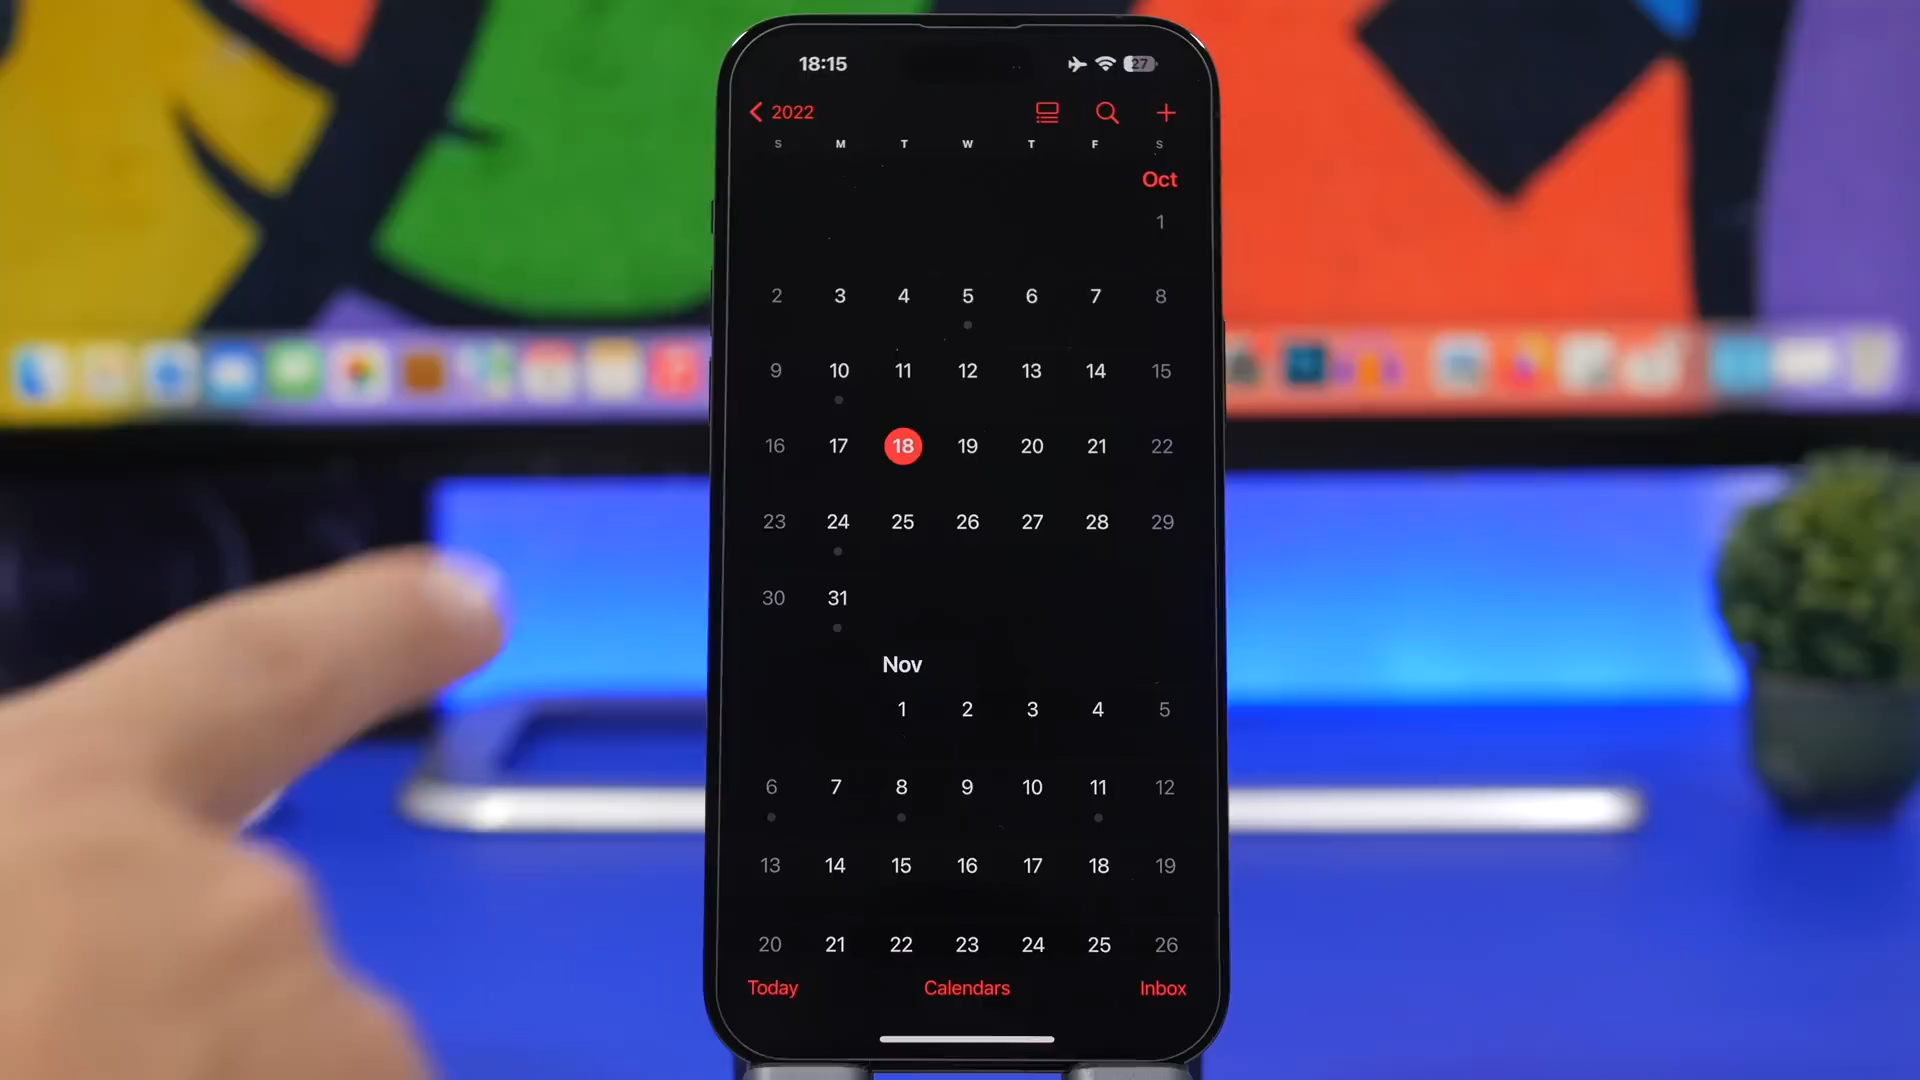 18:15 27
2022
S M T W T F S
Oct
1
2 3 4 5 6 7 8
9 10 11 12 13 14 15
16 17 18 19 20 21 22
23 24 25 26 27 28 29
30 31
Nov
1 2 3 4 5
6 7 8 9 10 11 12
13 14 15 16 17 18 19
20 21 22 23 24 25 26
Today Calendars Inbox